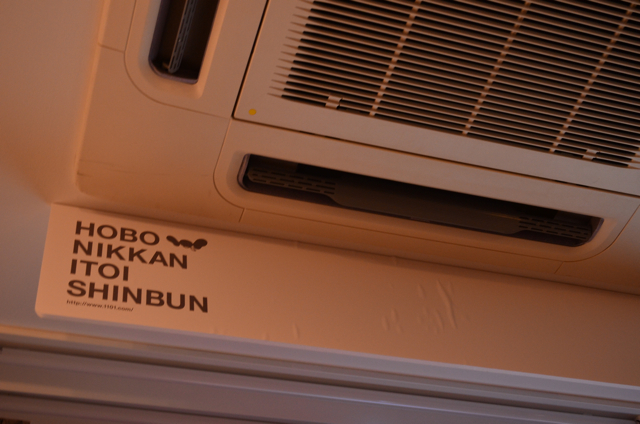 HOBO
NIKKAN
ITOI
SHINBUN
http://www.1101.com/